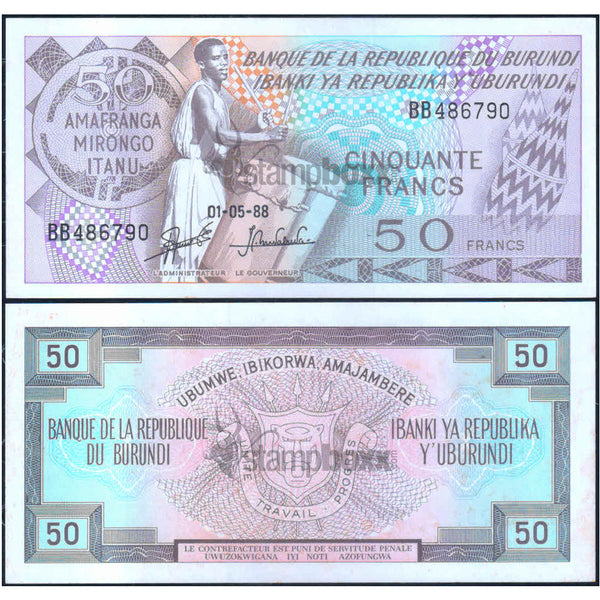 BANQUE DE LA REPUBLIQUE DU BURUNDI
IBANKI YA REPUBLIKA Y'UBURUNDI
50
AMAFRANGA
MIRONGO
ITANU
BB486790
CINQUANTE
FRANCS
stampboxx
01-05-88
BB486790
50 FRANCS
L'ADMINISTRATEUR LE GOUVERNEUR
50
50
UBUMWE, IBIKORWA, AMAJAMBERE
BANQUE DE LA REPUBLIQUE
DU BURUNDI
IBANKI YA REPUBLIKA
Y'UBURUNDI
stampboxx
UNITE TRAVAIL PROGRES
50
50
LE CONTREFACTEUR EST PUNI DE SERVITUDE PENALE
UWUZOKWIGANA IYI NOTI AZOFUNGWA